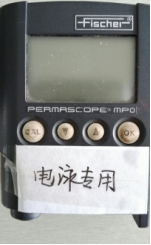 Fischer®
PERMASCOPE® MPO
CAL ▼ ▲ OK
电泳专用